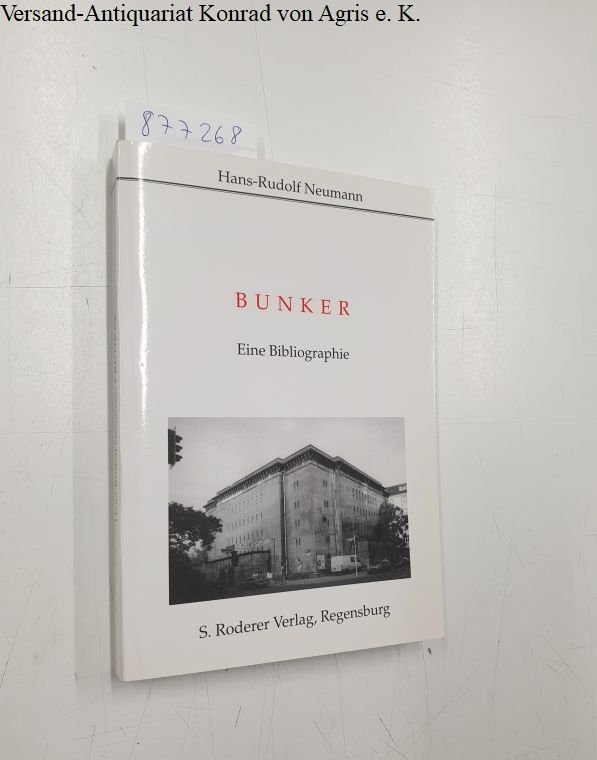 Versand-Antiquariat Konrad von Agris e. K.
877268
Hans-Rudolf Neumann
BUNKER
Eine Bibliographie
S. Roderer Verlag, Regensburg